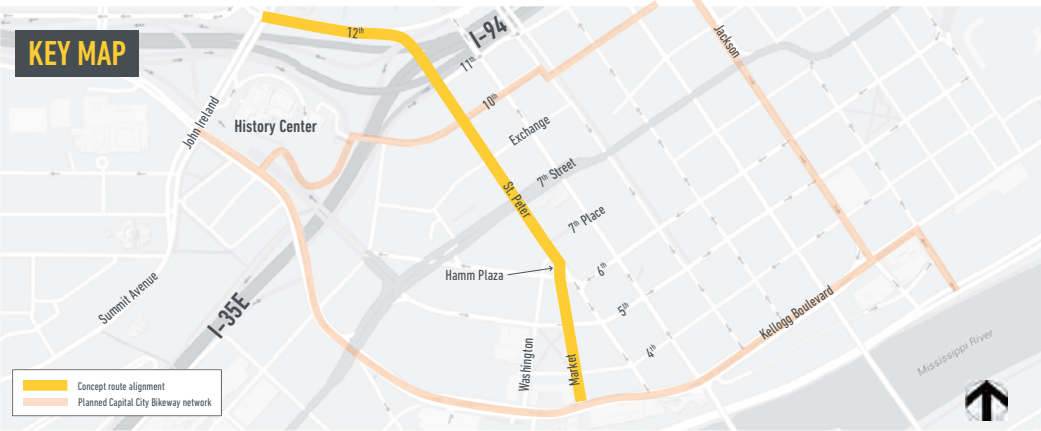 KEY MAP
12th
I-94
11th
Jackson
10th
John Ireland
History Center
Exchange
7th Street
St. Peter
7th Place
Hamm Plaza
6th
Summit Avenue
I-35E
5th
Kellogg Boulevard
4th
Washington
Market
Mississippi River
Concept route alignment
Planned Capital City Bikeway network